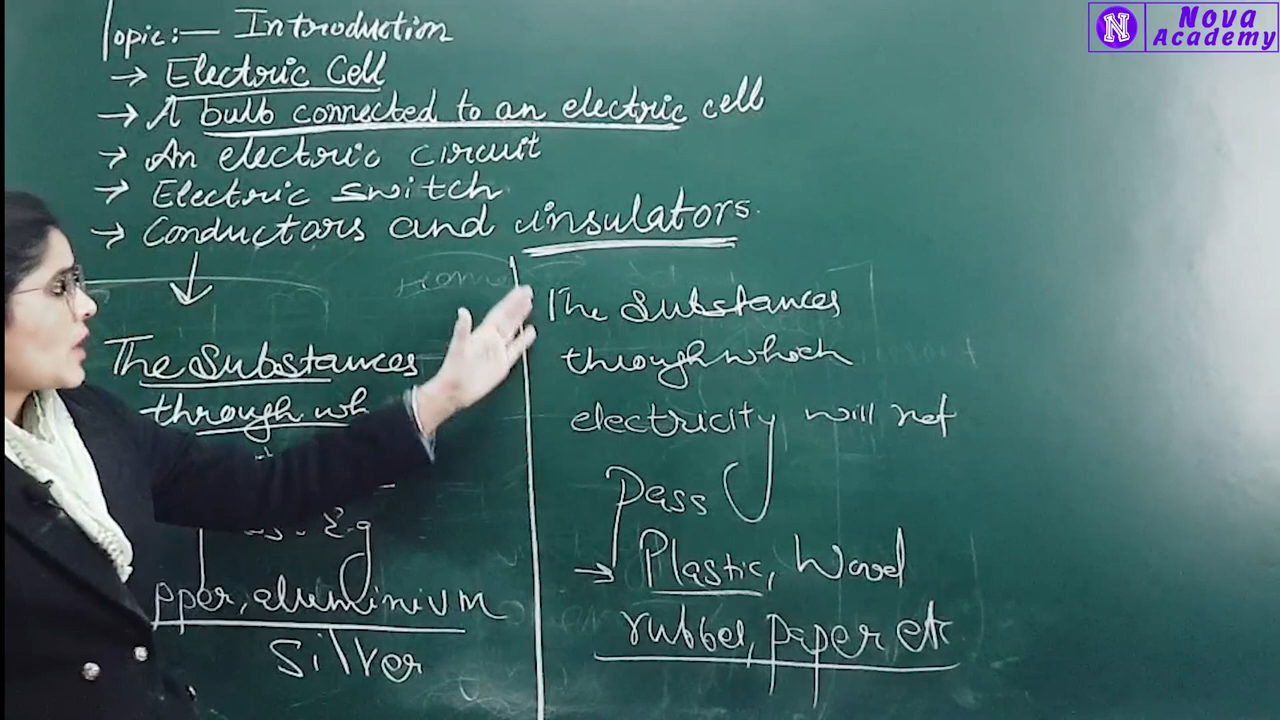 Topic:— Introduction
→ Electric Cell
→ A bulb connected to an electric cell
→ An electric circuit
→ Electric switch
→ Conductors and insulators.
The Substances
through wh
E.g
pper, aluminium
Silver
The Substances
through which
electricity will not
Pass
→ Plastic, Wood
rubber, paper etc
Nova
Academy
N